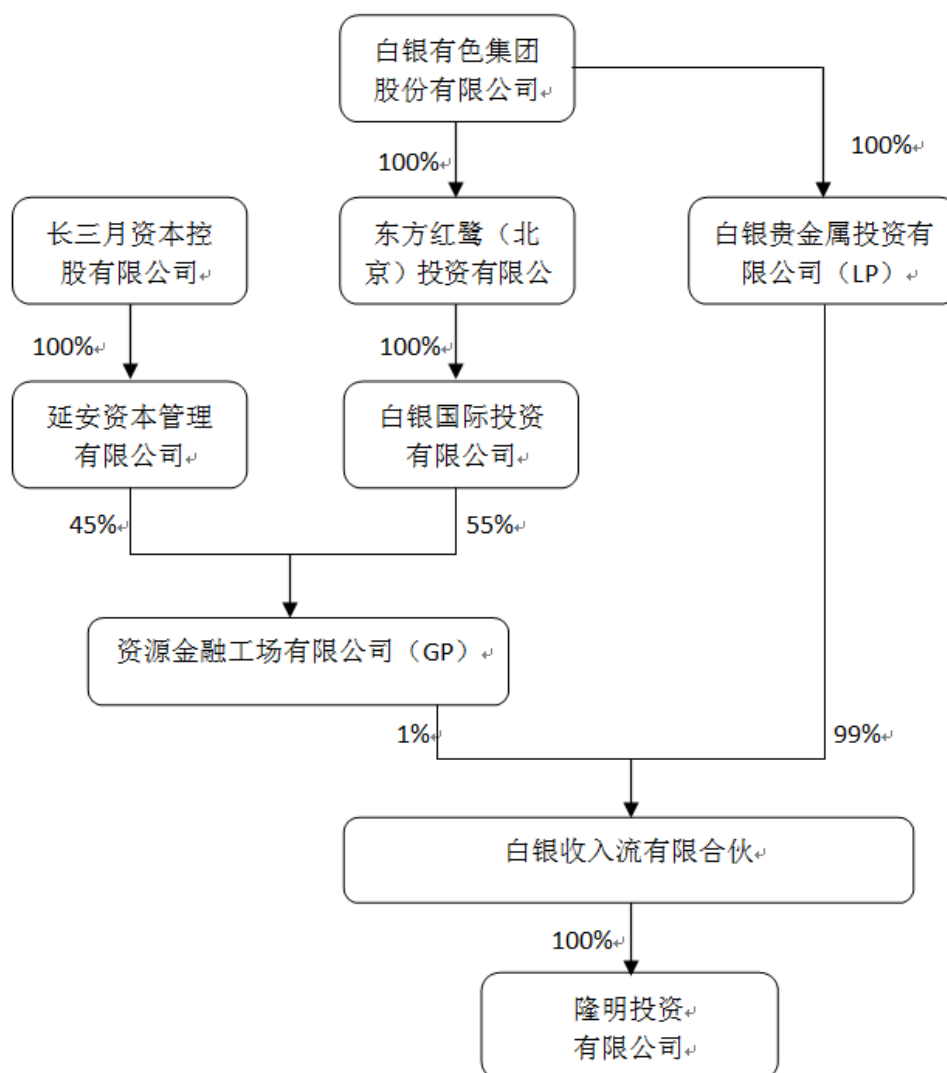 白银有色集团
股份有限公司
100%
100%
长三月资本控
股有限公司
东方红鹭（北
京）投资有限公
白银贵金属投资有
限公司（LP）
100%
100%
延安资本管理
有限公司
白银国际投资
有限公司
45%
55%
资源金融工场有限公司（GP）
1%
99%
白银收入流有限合伙
100%
隆明投资
有限公司